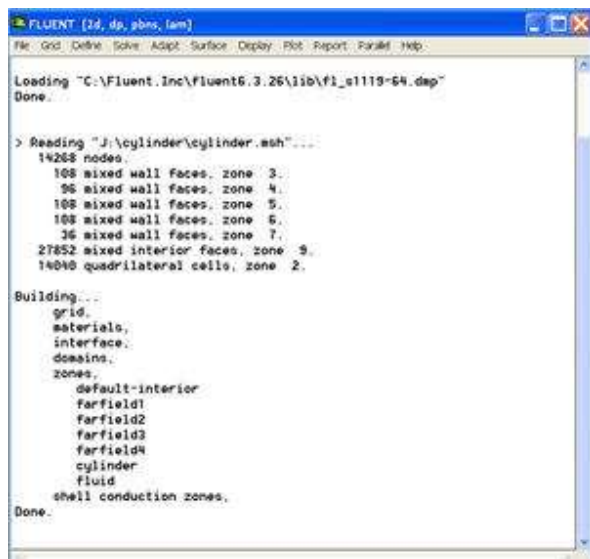 FLUENT [2d, dp, pbns, lam]
File Grid Define Solve Adapt Surface Display Plot Report Parallel Help
Loading "C:\Fluent.Inc\fluent6.3.26\lib\fl_s1119-64.dmp"
Done.
> Reading "J:\cylinder\cylinder.msh"...
14268 nodes.
108 mixed wall faces, zone 3.
96 mixed wall faces, zone 4.
108 mixed wall faces, zone 5.
108 mixed wall faces, zone 6.
36 mixed wall faces, zone 7.
27852 mixed interior faces, zone 9.
14040 quadrilateral cells, zone 2.
Building...
grid,
materials,
interface,
domains,
zones,
default-interior
farfield1
farfield2
farfield3
farfield4
cylinder
fluid
shell conduction zones,
Done.